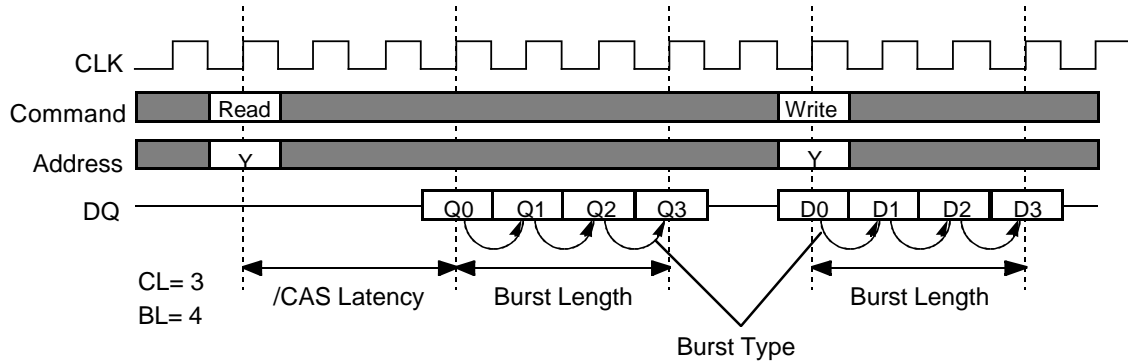 CLK
Command Read Write
Address Y Y
DQ Q0 Q1 Q2 Q3 D0 D1 D2 D3
CL= 3 /CAS Latency Burst Length Burst Length
BL= 4
Burst Type